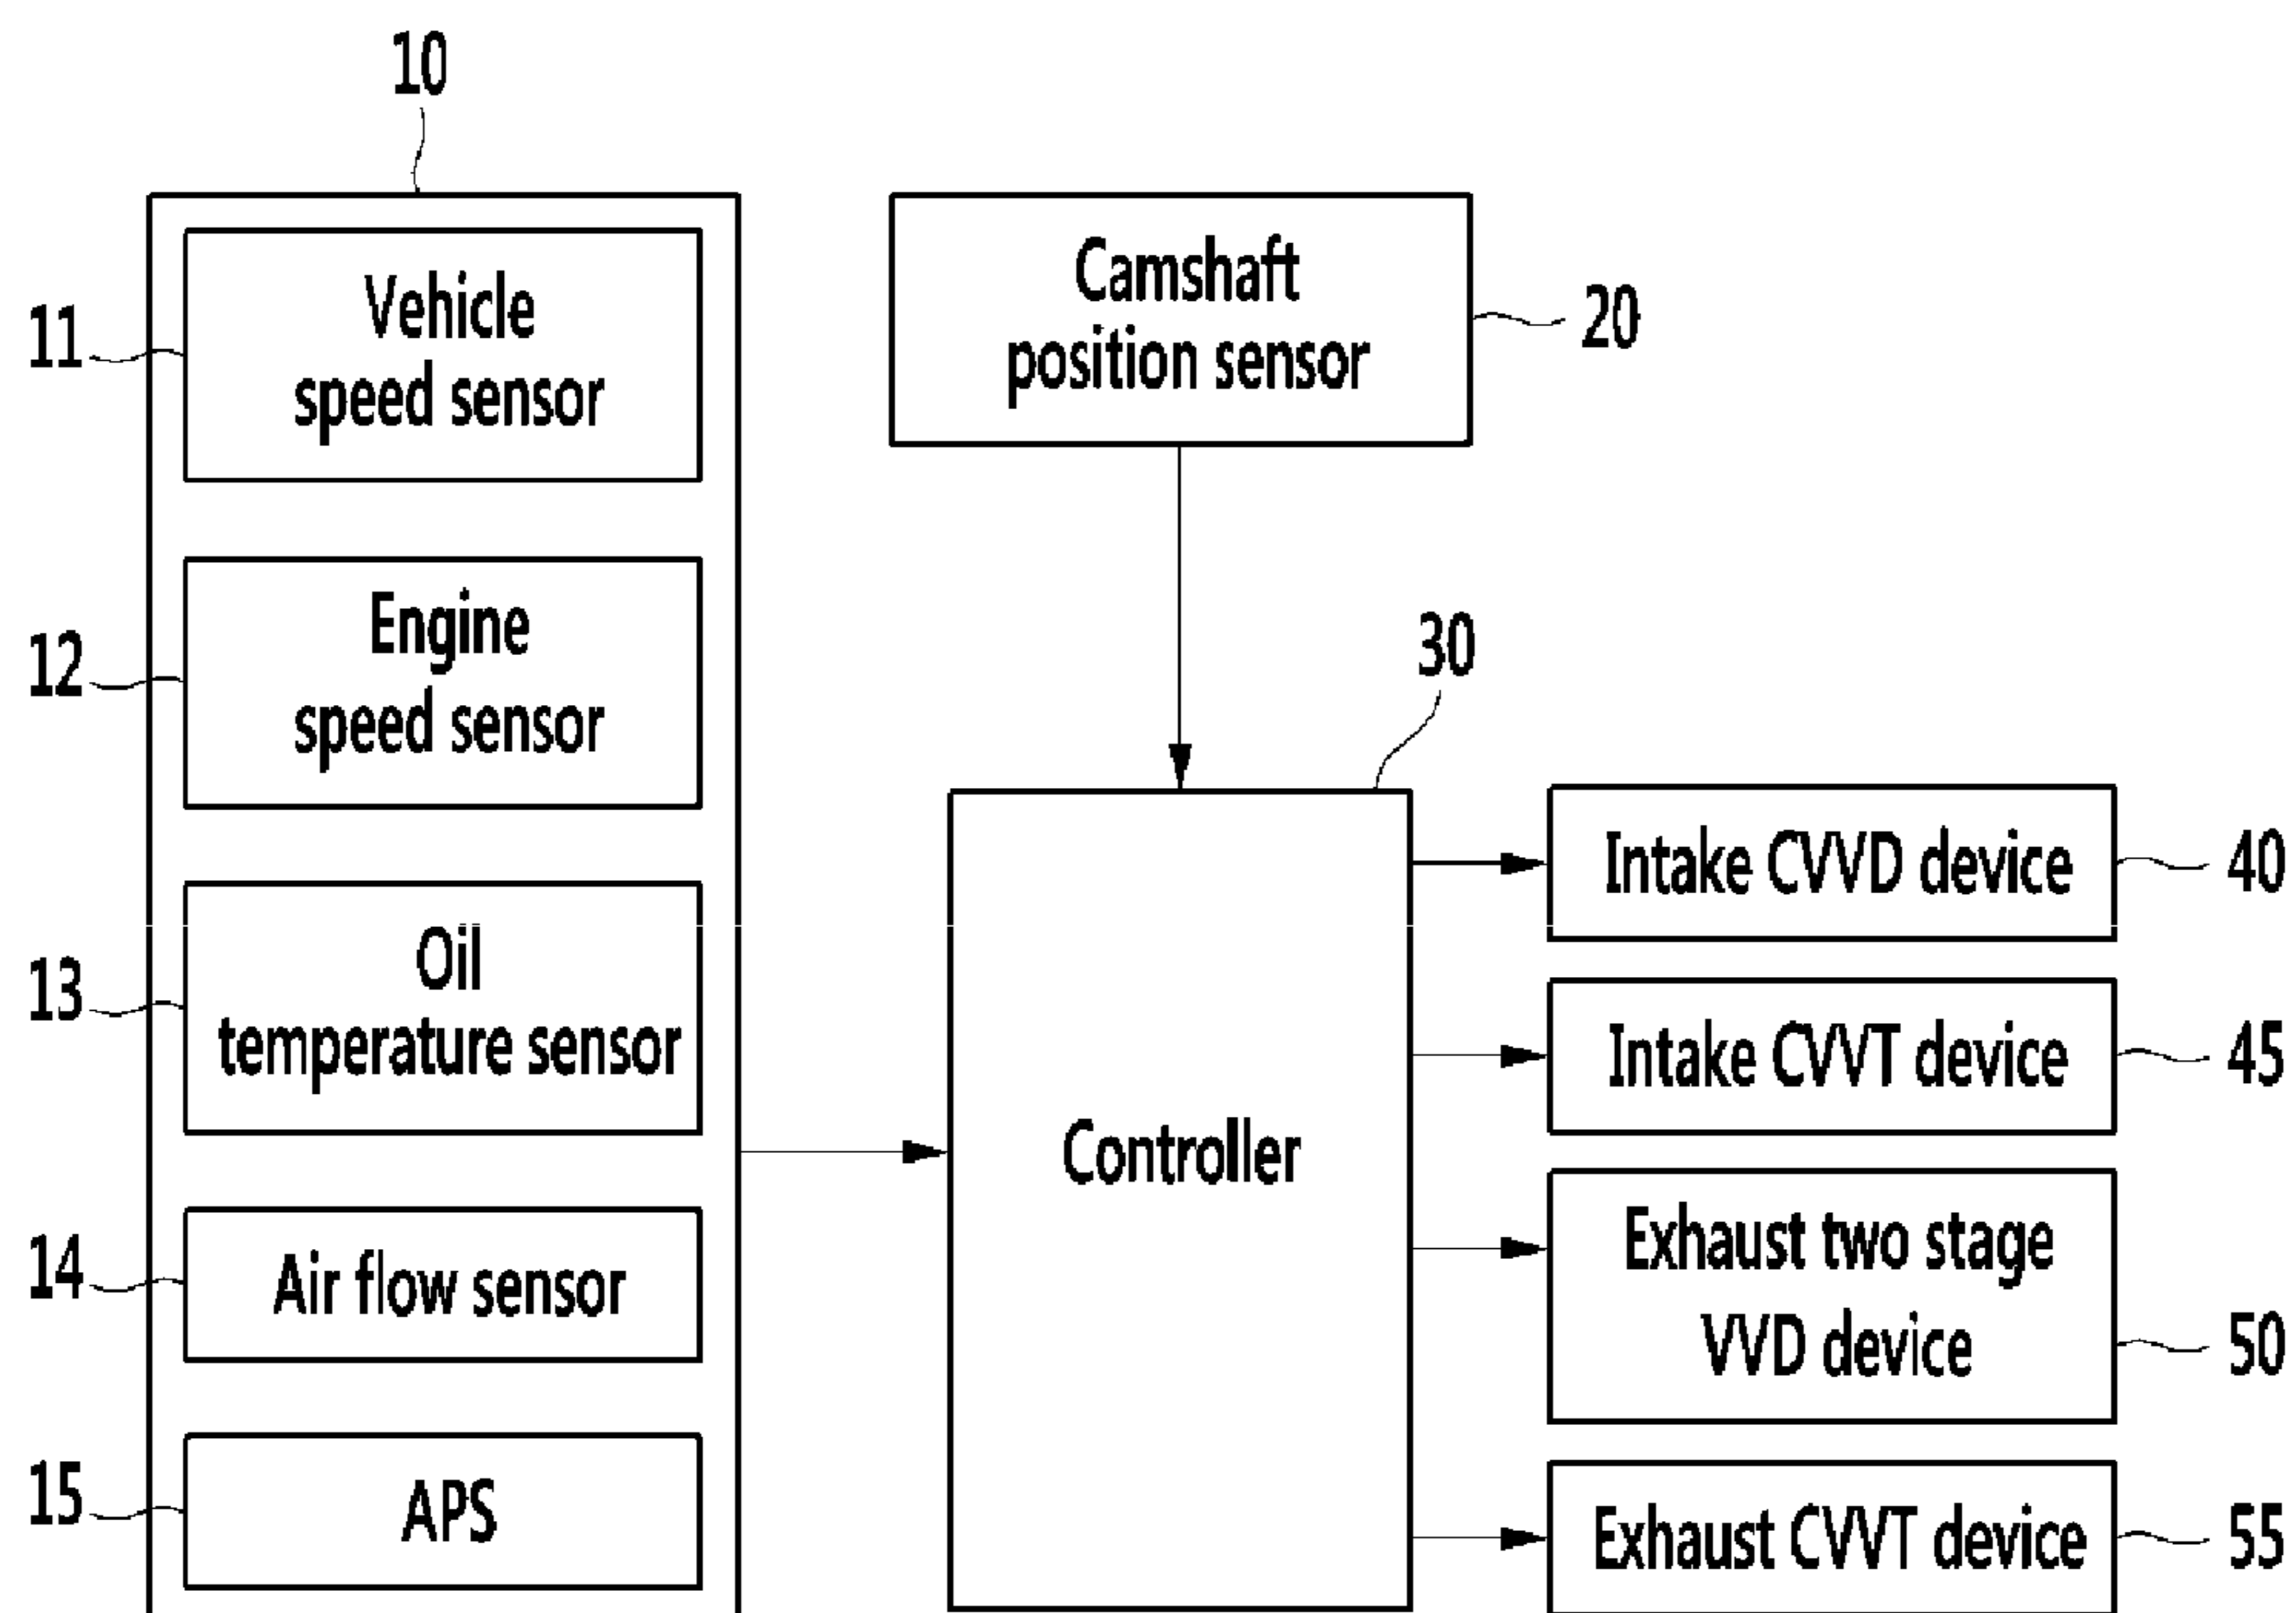 10
11
Vehicle
speed sensor
12
Engine
speed sensor
13
Oil
temperature sensor
14
Air flow sensor
15
APS
Camshaft
position sensor
20
30
Controller
Intake CVVD device
40
Intake CVVT device
45
Exhaust two stage
VVD device
50
Exhaust CVVT device
55